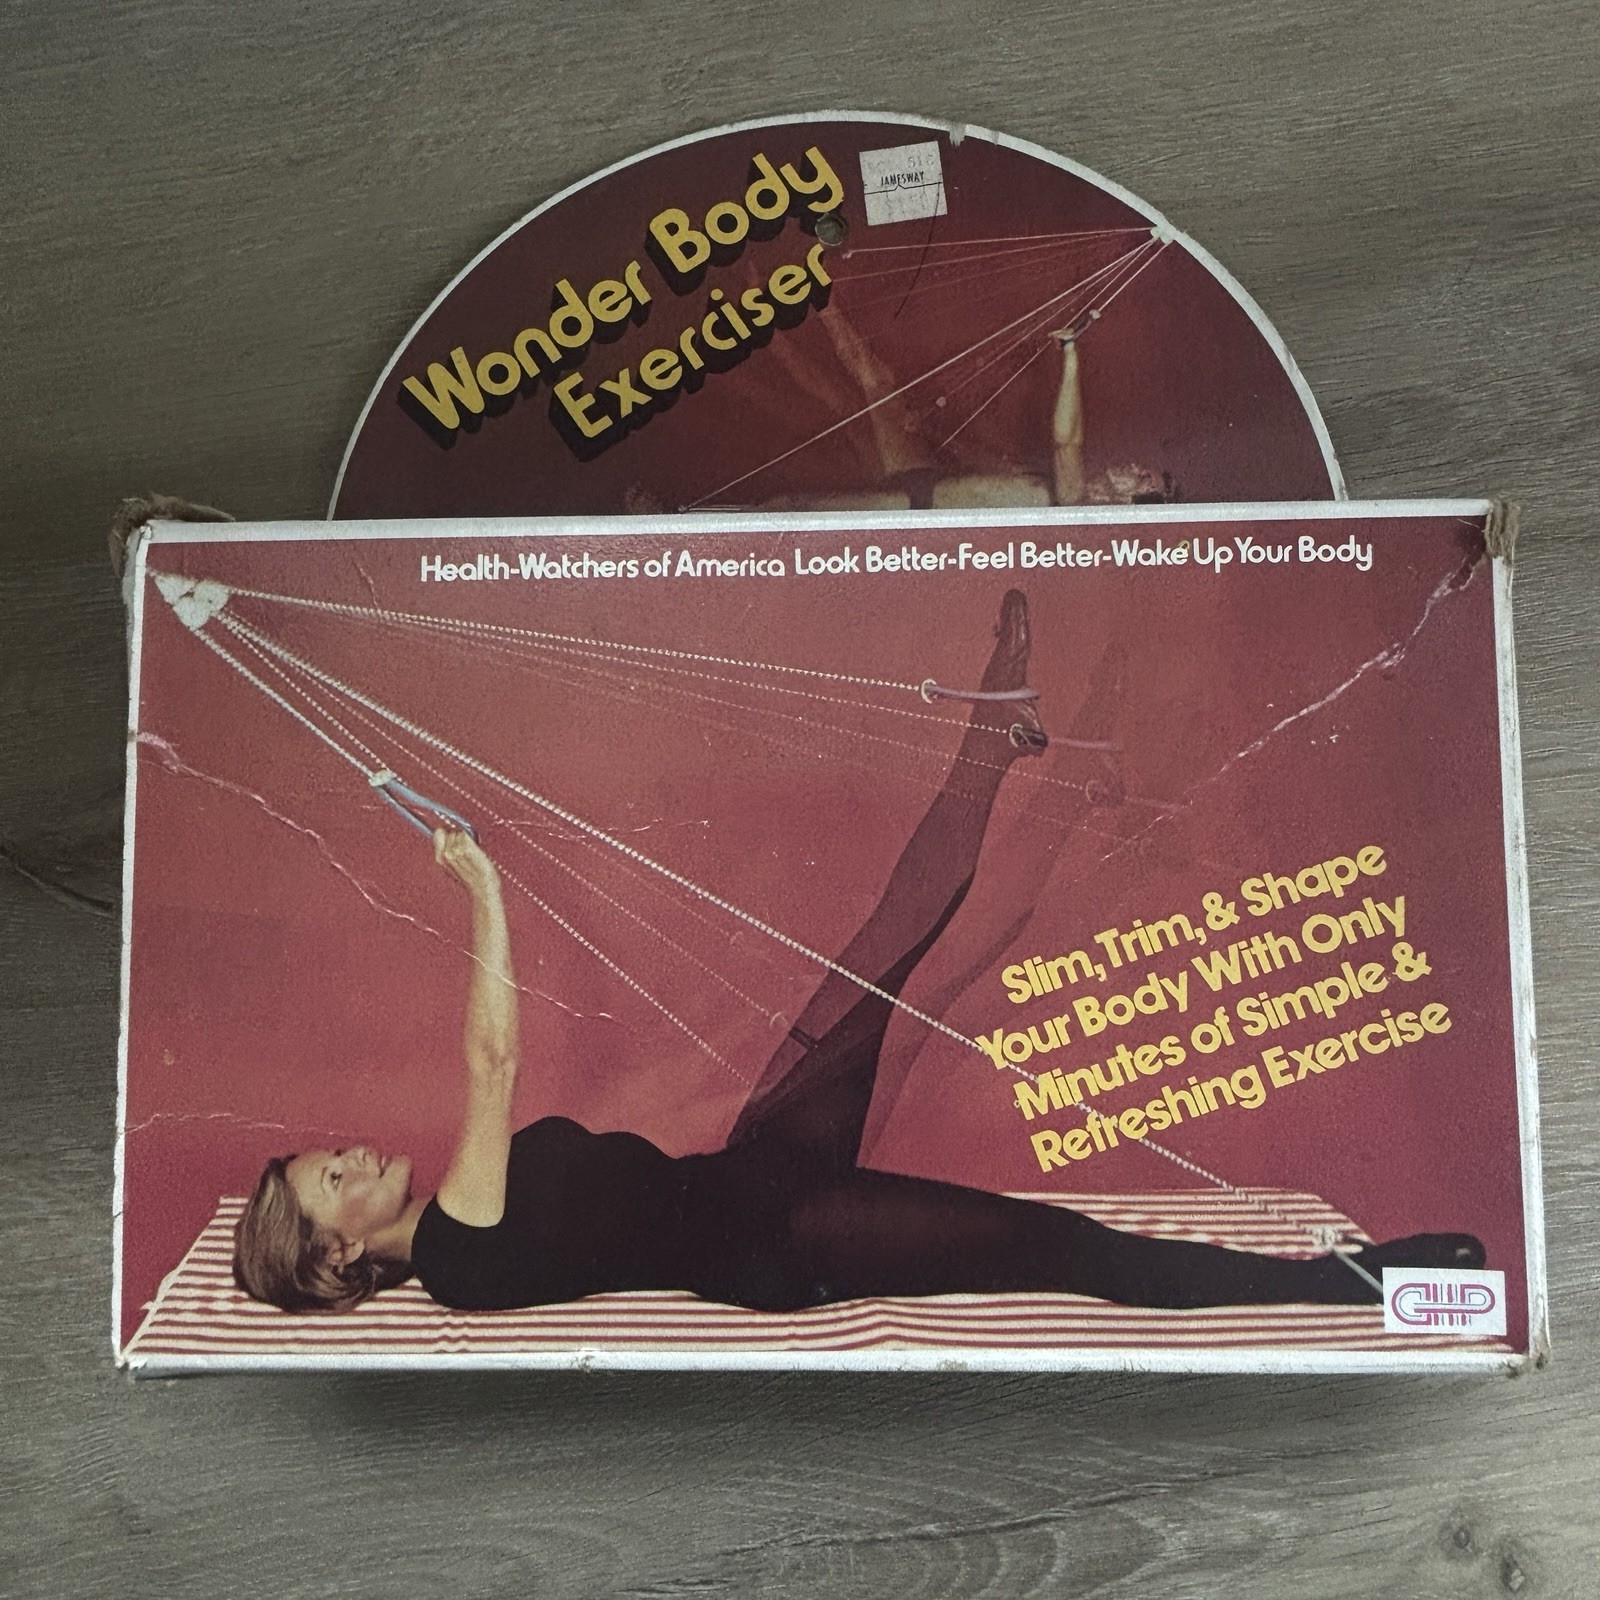 Wonder Body
Exerciser
JAMESWAY
Health-Watchers of America Look Better-Feel Better-Wake Up Your Body
Slim, Trim, & Shape
Your Body With Only
Minutes of Simple &
Refreshing Exercise